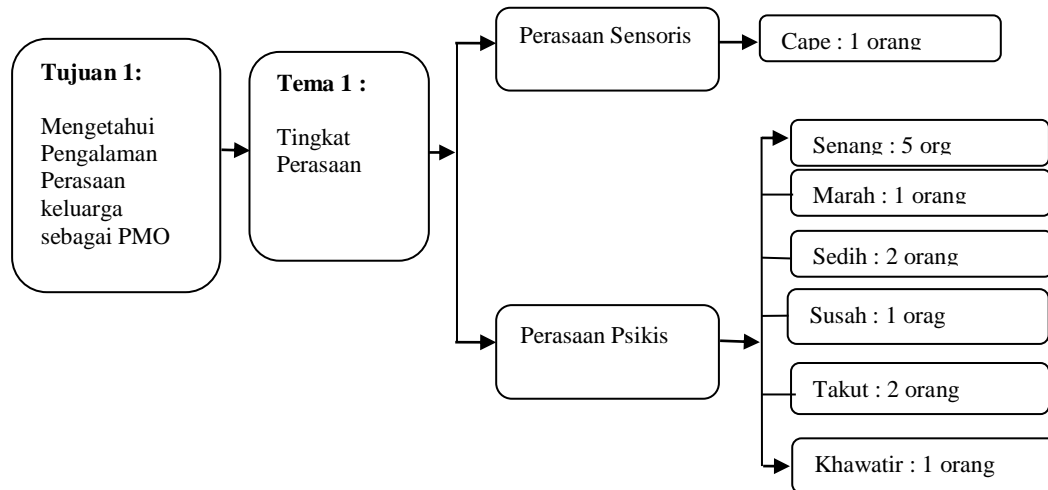 Tujuan 1:
Mengetahui
Pengalaman
Perasaan
keluarga
sebagai PMO
Tema 1 :
Tingkat
Perasaan
Perasaan Sensoris
Cape : 1 orang
Perasaan Psikis
Senang : 5 org
Marah : 1 orang
Sedih : 2 orang
Susah : 1 orag
Takut : 2 orang
Khawatir : 1 orang